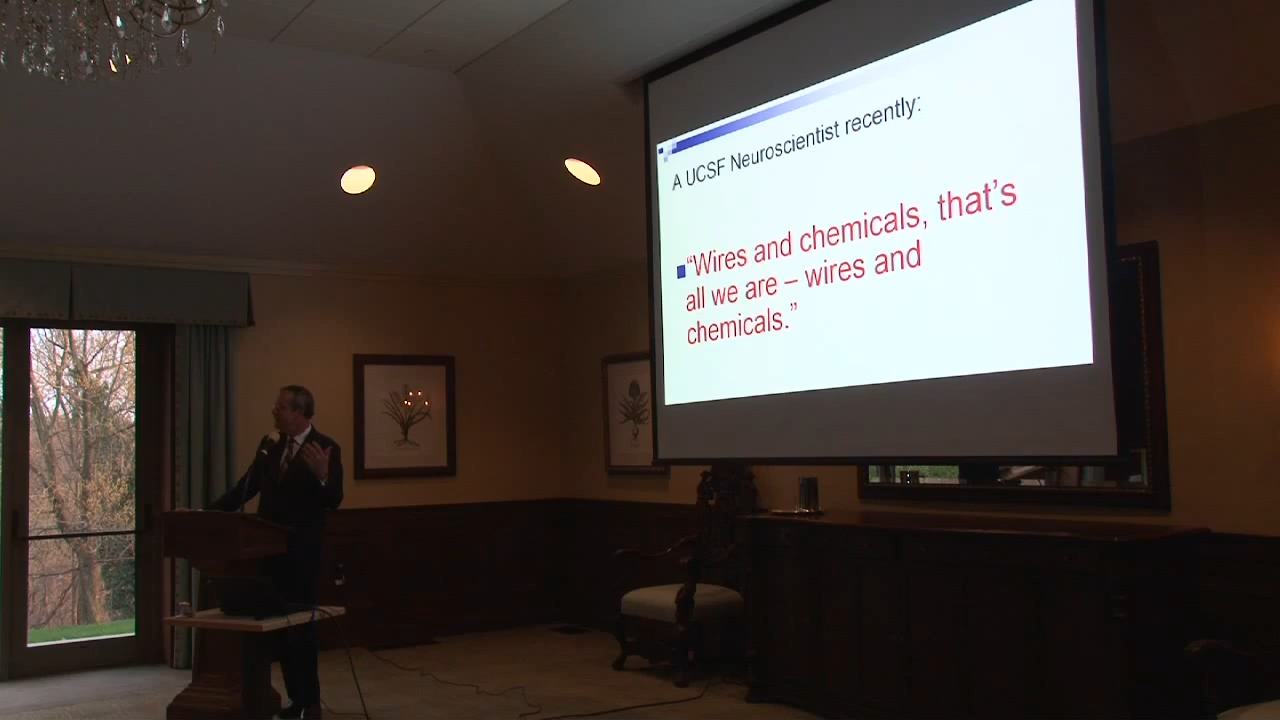 A UCSF Neuroscientist recently:
“Wires and chemicals, that’s
all we are – wires and
chemicals.”